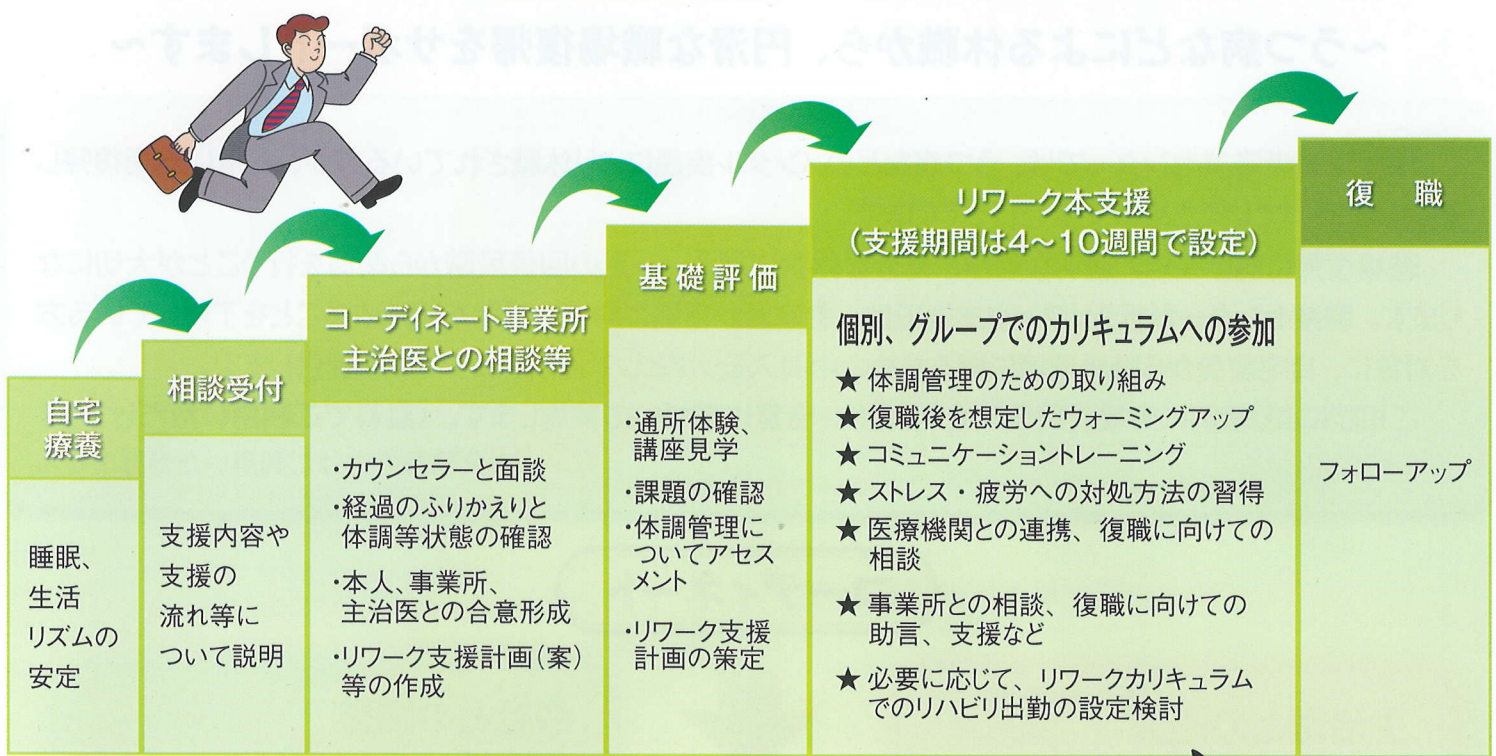 自宅
療養
睡眠、
生活
リズムの
安定
相談受付
支援内容や
支援の
流れ等に
ついて説明
コーディネート事業所
主治医との相談等
・カウンセラーと面談
・経過のふりかえりと
体調等状態の確認
・本人、事業所、
主治医との合意形成
・リワーク支援計画(案)
等の作成
基礎評価
・通所体験、
講座見学
・課題の確認
・体調管理に
ついてアセス
メント
・リワーク支援
計画の策定
リワーク本支援
(支援期間は4〜10週間で設定)
個別、グループでのカリキュラムへの参加
★ 体調管理のための取り組み
★ 復職後を想定したウォーミングアップ
★ コミュニケーショントレーニング
★ ストレス・疲労への対処方法の習得
★ 医療機関との連携、復職に向けての
相談
★ 事業所との相談、復職に向けての
助言、支援など
★ 必要に応じて、リワークカリキュラム
でのリハビリ出勤の設定検討
復 職
フォローアップ